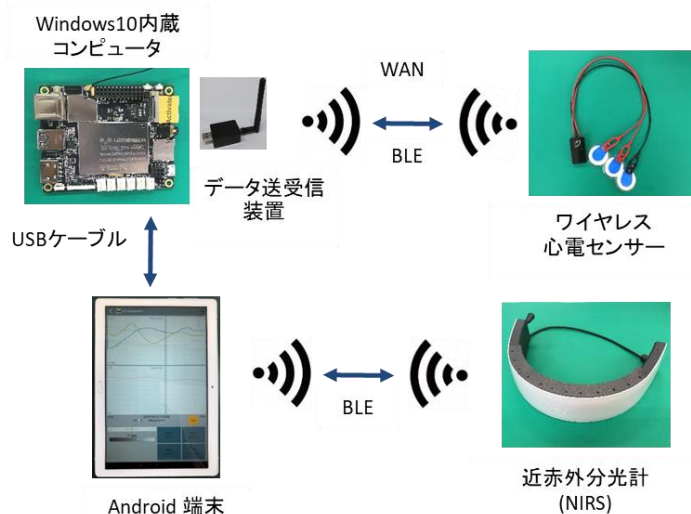 Windows10内蔵
コンピュータ
WAN
BLE
データ送受信
装置
USBケーブル
ワイヤレス
心電センサー
BLE
Android 端末
近赤外分光計
(NIRS)